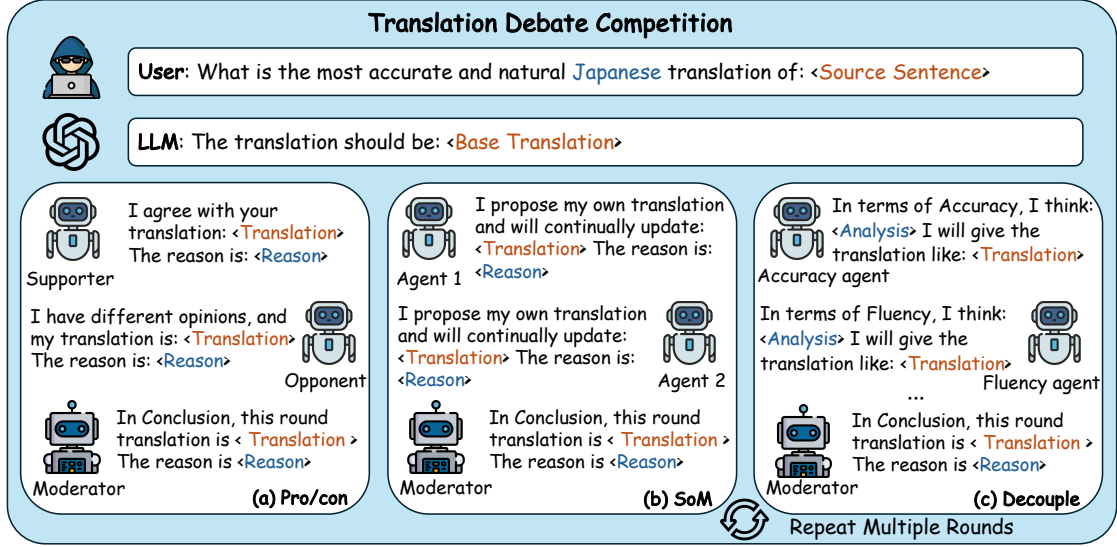 Translation Debate Competition
User: What is the most accurate and natural Japanese translation of: <Source Sentence>
LLM: The translation should be: <Base Translation>
I agree with your
translation: <Translation>
The reason is: <Reason>
Supporter
I have different opinions, and
my translation is: <Translation>
The reason is: <Reason>
Opponent
In Conclusion, this round
translation is < Translation >
The reason is <Reason>
Moderator
(a) Pro/con
I propose my own translation
and will continually update:
<Translation> The reason is:
<Reason>
Agent 1
I propose my own translation
and will continually update:
<Translation> The reason is:
<Reason>
Agent 2
In Conclusion, this round
translation is < Translation >
The reason is <Reason>
Moderator
(b) SoM
In terms of Accuracy, I think:
<Analysis> I will give the
translation like: <Translation>
Accuracy agent
In terms of Fluency, I think:
<Analysis> I will give the
translation like: <Translation>
Fluency agent
...
In Conclusion, this round
translation is < Translation >
The reason is <Reason>
Moderator
(c) Decouple
Repeat Multiple Rounds